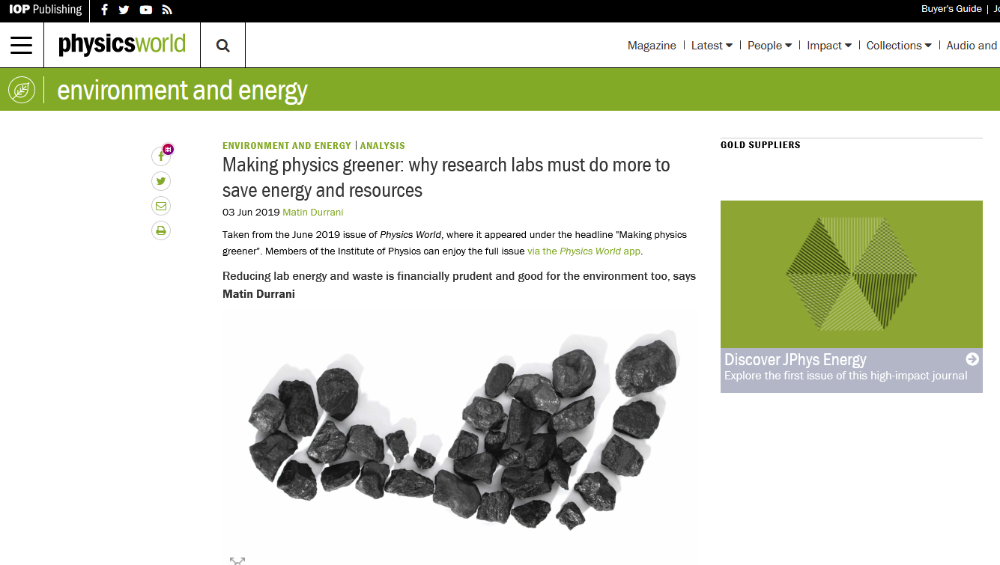 IOP Publishing
Buyer's Guide |
physicsworld
Magazine | Latest | People | Impact | Collections | Audio and
environment and energy
ENVIRONMENT AND ENERGY | ANALYSIS
Making physics greener: why research labs must do more to
save energy and resources
03 Jun 2019 Matin Durrani
Taken from the June 2019 issue of Physics World, where it appeared under the headline "Making physics
greener". Members of the Institute of Physics can enjoy the full issue via the Physics World app.
Reducing lab energy and waste is financially prudent and good for the environment too, says
Matin Durrani
GOLD SUPPLIERS
Discover JPhys Energy
Explore the first issue of this high-impact journal